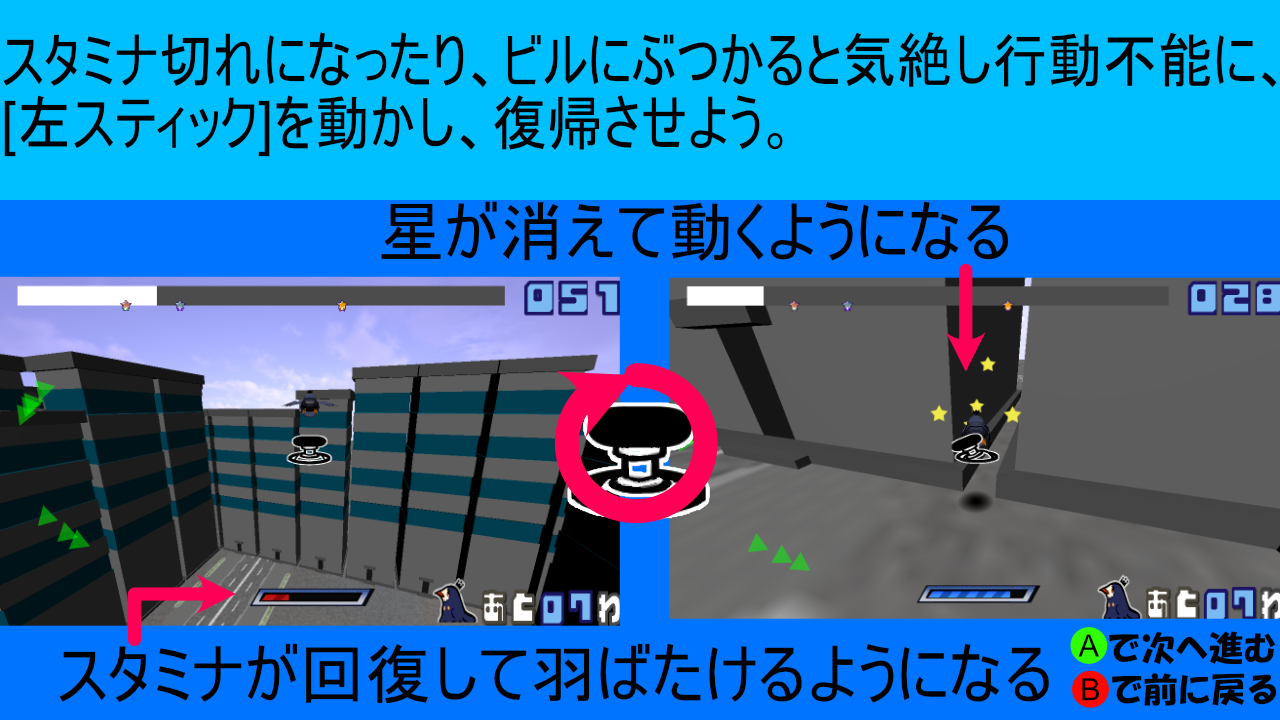 スタミナ切れになったり、ビルにぶつかると気絶し行動不能に、
[左スティック]を動かし、復帰させよう。
星が消えて動くようになる
051
028
あと07わ
あと07わ
スタミナが回復して羽ばたけるようになる
Aで次へ進む
Bで前に戻る